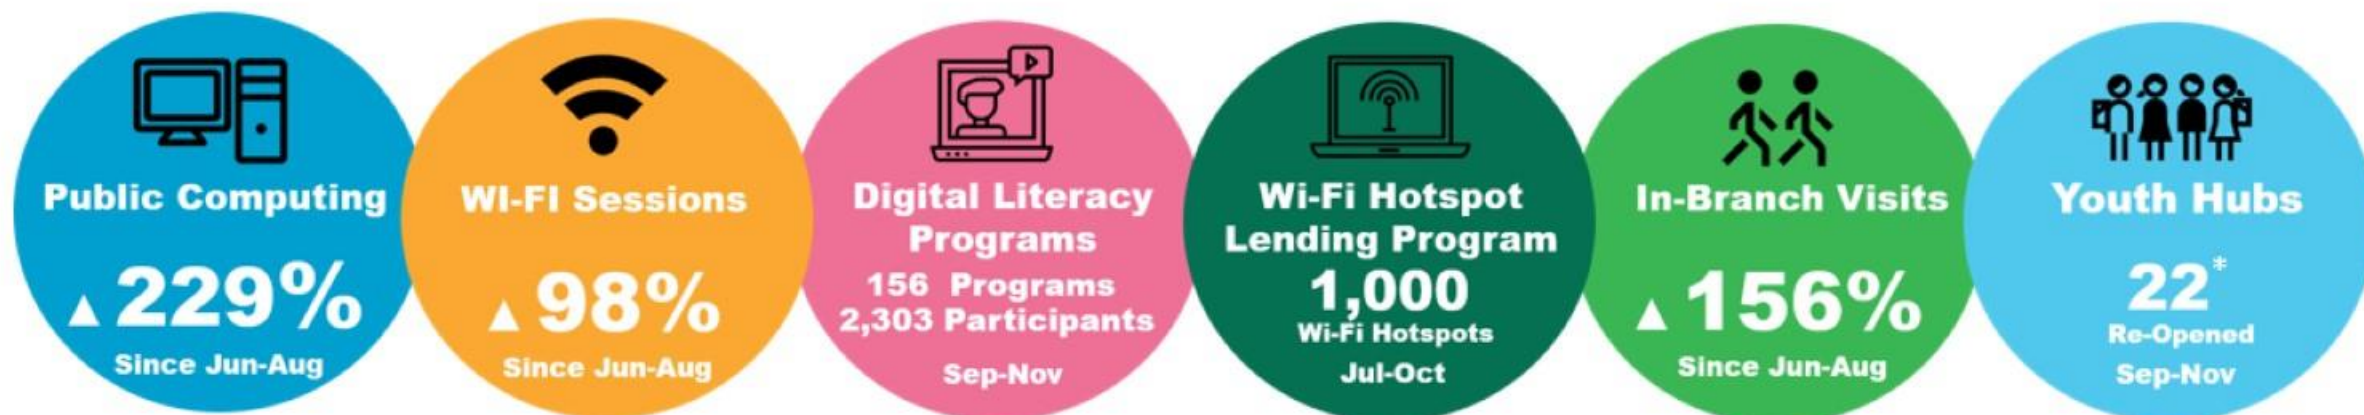 Public Computing
▲229%
Since Jun-Aug
WI-FI Sessions
▲98%
Since Jun-Aug
Digital Literacy
Programs
156 Programs
2,303 Participants
Sep-Nov
Wi-Fi Hotspot
Lending Program
1,000
Wi-Fi Hotspots
Jul-Oct
In-Branch Visits
▲156%
Since Jun-Aug
Youth Hubs
22*
Re-Opened
Sep-Nov